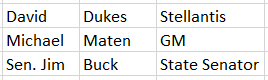 David Dukes Stellantis
Michael Maten GM
Sen. Jim Buck State Senator